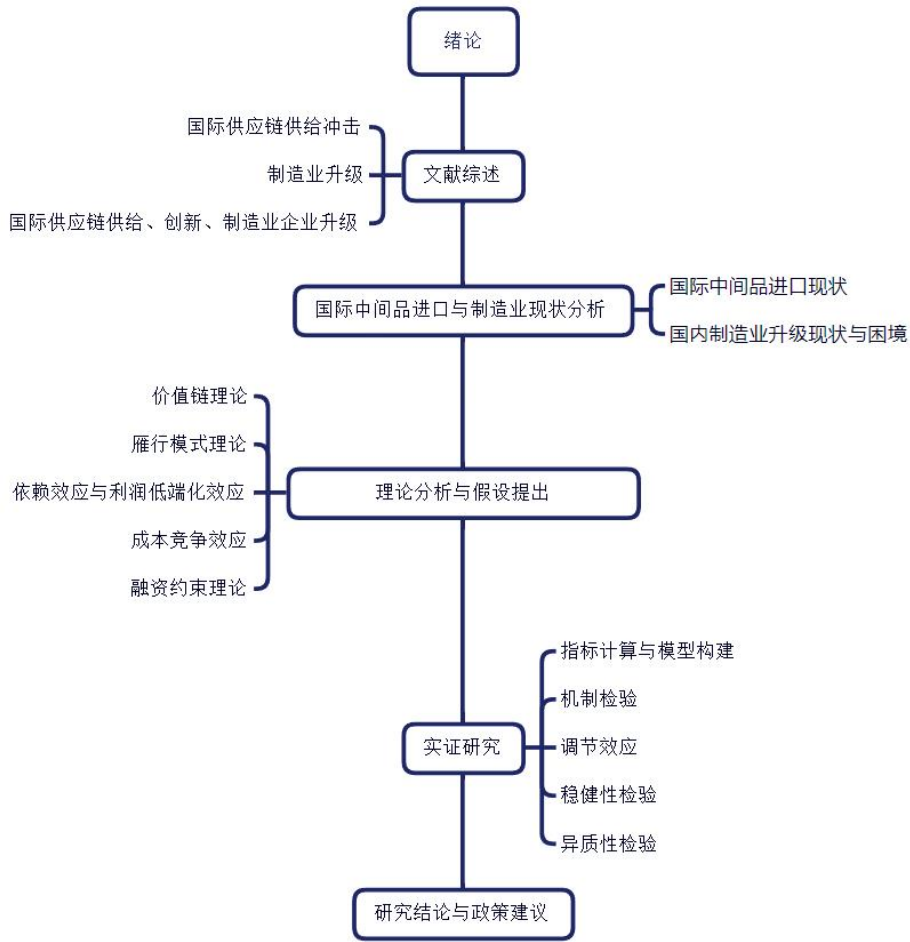 绪论
国际供应链供给冲击
制造业升级
文献综述
国际供应链供给、创新、制造业企业升级
国际中间品进口与制造业现状分析
国际中间品进口现状
国内制造业升级现状与困境
价值链理论
雁行模式理论
依赖效应与利润低端化效应
理论分析与假设提出
成本竞争效应
融资约束理论
指标计算与模型构建
机制检验
实证研究
调节效应
稳健性检验
异质性检验
研究结论与政策建议